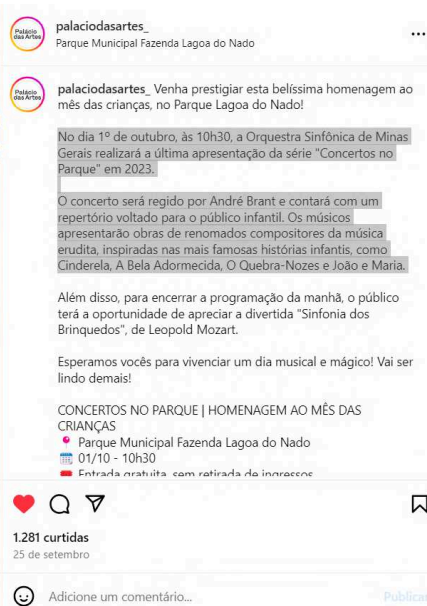 Palácio
das Artes
palaciodasartes_
Parque Municipal Fazenda Lagoa do Nado
Palácio
das Artes
palaciodasartes_ Venha prestigiar esta belíssima homenagem ao
mês das crianças, no Parque Lagoa do Nado!
No dia 1º de outubro, às 10h30, a Orquestra Sinfônica de Minas
Gerais realizará a última apresentação da série "Concertos no
Parque" em 2023.
O concerto será regido por André Brant e contará com um
repertório voltado para o público infantil. Os músicos
apresentarão obras de renomados compositores da música
erudita, inspiradas nas mais famosas histórias infantis, como
Cinderela, A Bela Adormecida, O Quebra-Nozes e João e Maria.
Além disso, para encerrar a programação da manhã, o público
terá a oportunidade de apreciar a divertida "Sinfonia dos
Brinquedos", de Leopold Mozart.
Esperamos vocês para vivenciar um dia musical e mágico! Vai ser
lindo demais!
CONCERTOS NO PARQUE | HOMENAGEM AO MÊS DAS
CRIANÇAS
Parque Municipal Fazenda Lagoa do Nado
01/10 - 10h30
Entrada gratuita, sem retirada de ingressos
1.281 curtidas
25 de setembro
Adicione um comentário...
Publicar